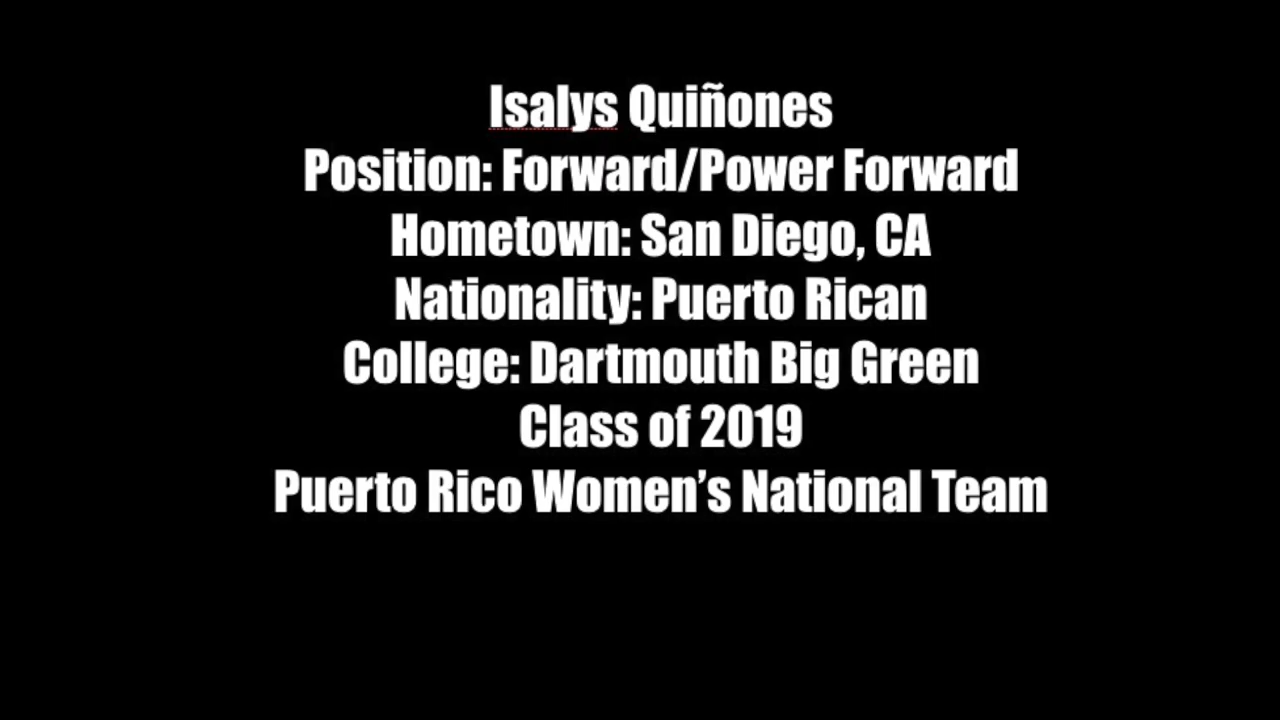 Isalys Quiñones
Position: Forward/Power Forward
Hometown: San Diego, CA
Nationality: Puerto Rican
College: Dartmouth Big Green
Class of 2019
Puerto Rico Women’s National Team